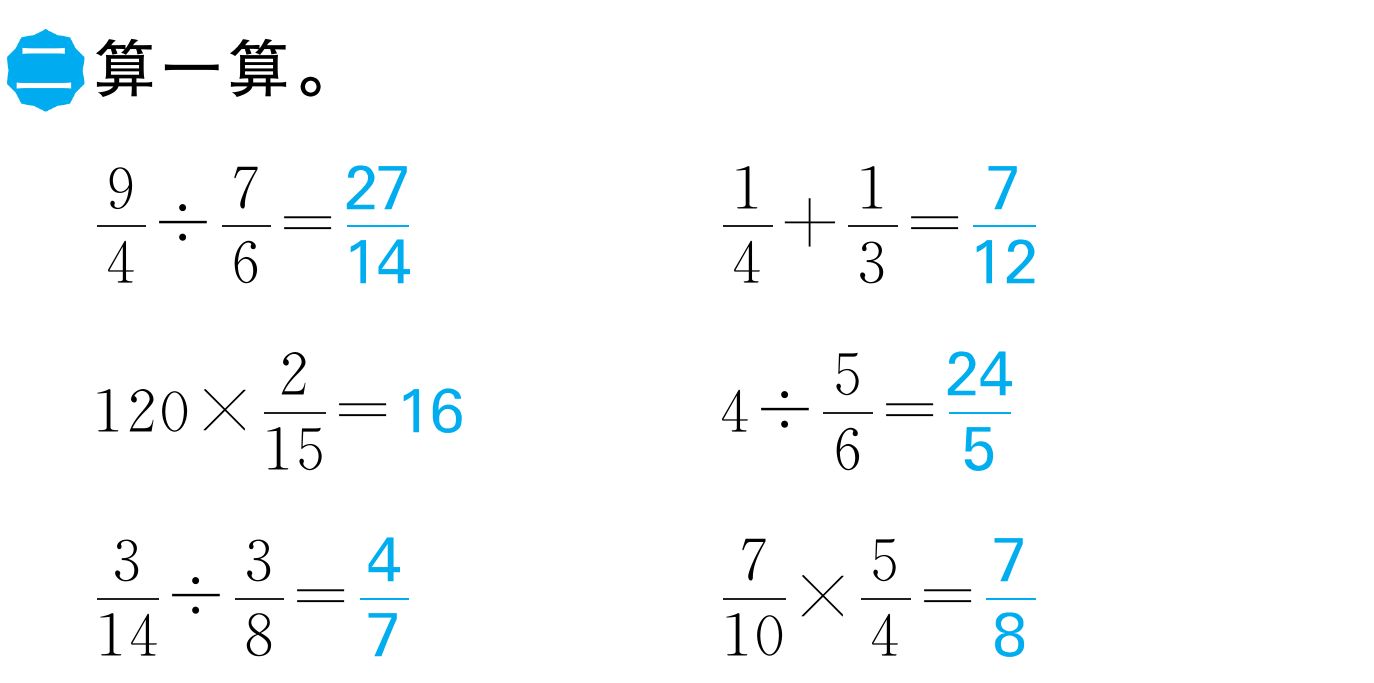 二 算一算。
9/4 ÷ 7/6 = 27/14    1/4 + 1/3 = 7/12
120 × 2/15 = 16    4 ÷ 5/6 = 24/5
3/14 ÷ 3/8 = 4/7    7/10 × 5/4 = 7/8